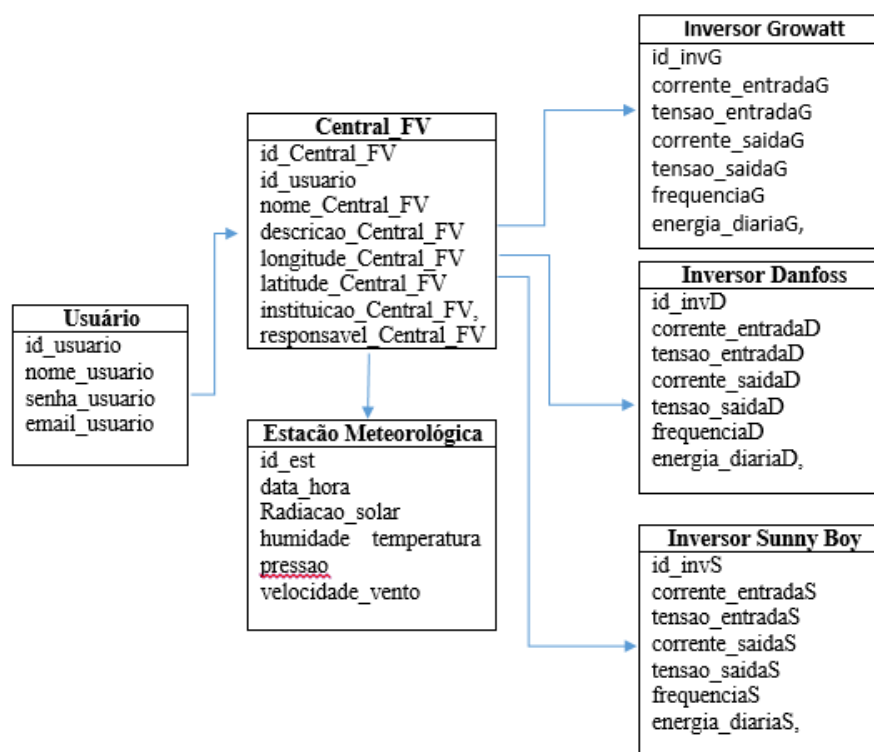 Usuário
id_usuario
nome_usuario
senha_usuario
email_usuario
Central_FV
id_Central_FV
id_usuario
nome_Central_FV
descricao_Central_FV
longitude_Central_FV
latitude_Central_FV
instituicao_Central_FV,
responsavel_Central_FV
Estacão Meteorológica
id_est
data_hora
Radiacao_solar
humidade temperatura
pressao
velocidade_vento
Inversor Growatt
id_invG
corrente_entradaG
tensao_entradaG
corrente_saidaG
tensao_saidaG
frequenciaG
energia_diariaG,
Inversor Danfoss
id_invD
corrente_entradaD
tensao_entradaD
corrente_saidaD
tensao_saidaD
frequenciaD
energia_diariaD,
Inversor Sunny Boy
id_invS
corrente_entradaS
tensao_entradaS
corrente_saidaS
tensao_saidaS
frequenciaS
energia_diariaS,